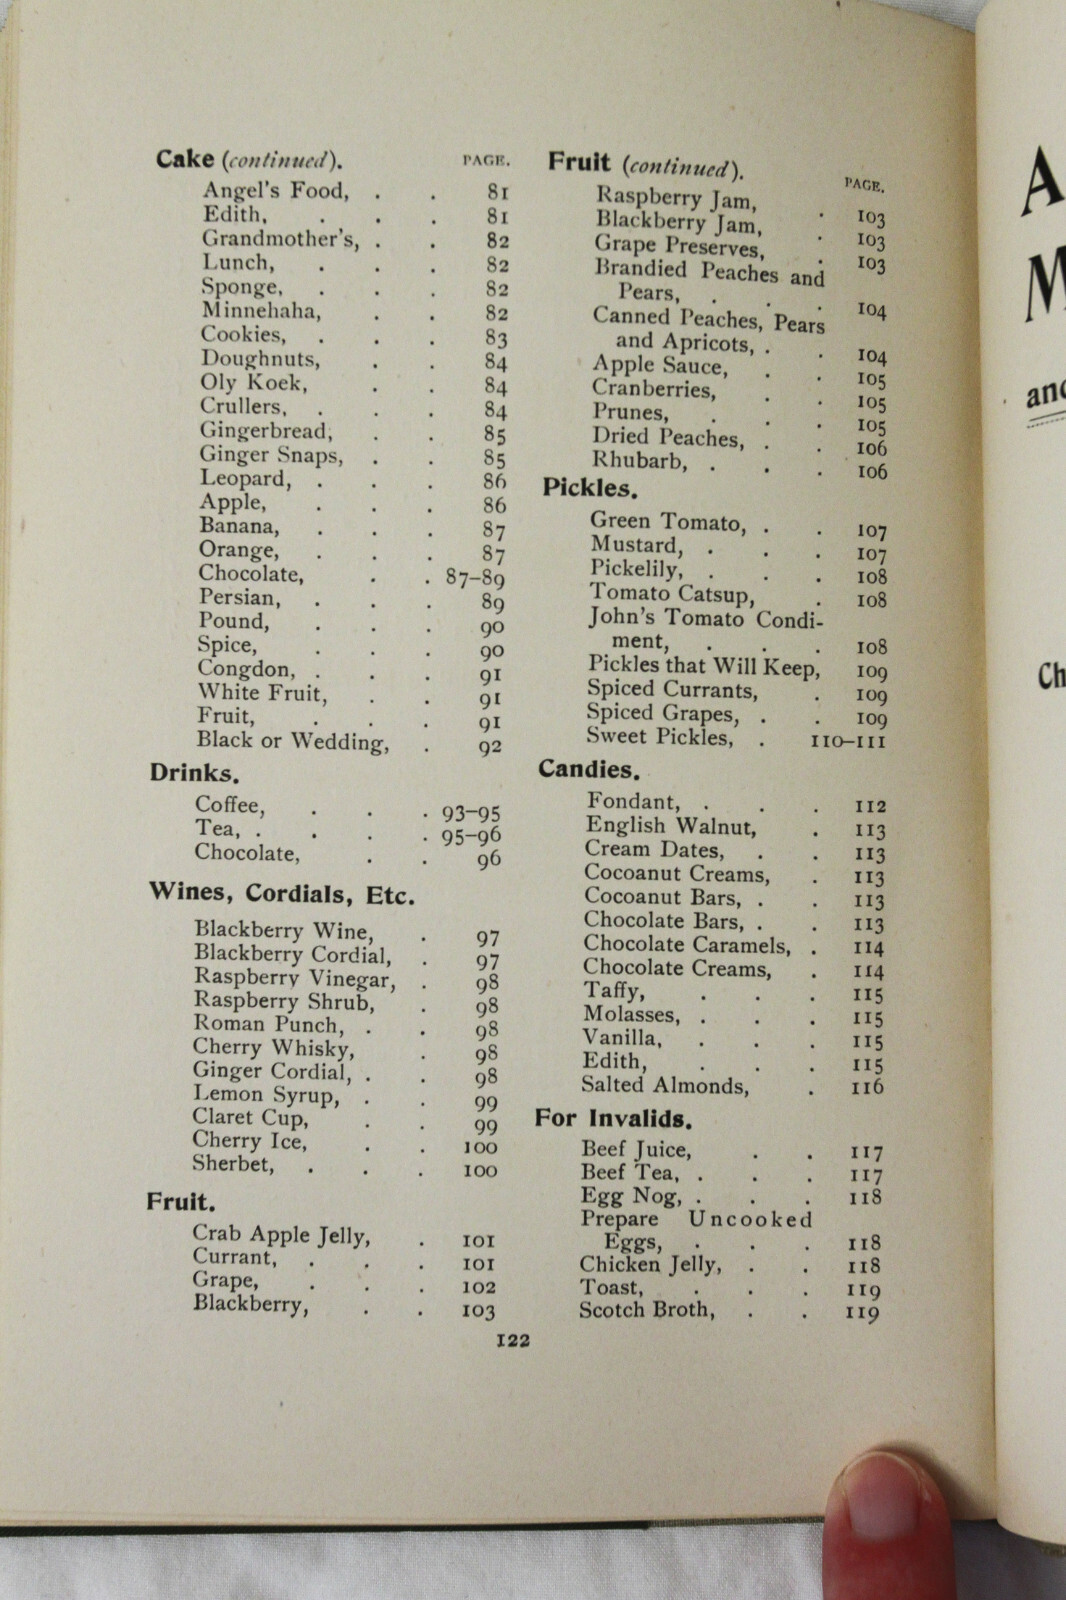 Cake (continued). PAGE.
Angel's Food, . . 81
Edith, . . . 81
Grandmother's, . . 82
Lunch, . . . 82
Sponge, . . . 82
Minnehaha, . . 82
Cookies, . . . 83
Doughnuts, . . 84
Oly Koek, . . 84
Crullers, . . . 84
Gingerbread, . . 85
Ginger Snaps, . . 85
Leopard, . . . 86
Apple, . . . 86
Banana, . . . 87
Orange, . . . 87
Chocolate, . . 87-89
Persian, . . . 89
Pound, . . . 90
Spice, . . . 90
Congdon, . . . 91
White Fruit, . . 91
Fruit, . . . 91
Black or Wedding, . 92
Drinks.
Coffee, . . . 93-95
Tea, . . . . 95-96
Chocolate, . . 96
Wines, Cordials, Etc.
Blackberry Wine, . 97
Blackberry Cordial, . 97
Raspberry Vinegar, . 98
Raspberry Shrub, . 98
Roman Punch, . . 98
Cherry Whisky, . 98
Ginger Cordial, . . 98
Lemon Syrup, . . 99
Claret Cup, . . 99
Cherry Ice, . . 100
Sherbet, . . . 100
Fruit.
Crab Apple Jelly, . 101
Currant, . . . 101
Grape, . . . 102
Blackberry, . . 103
Fruit (continued). PAGE.
Raspberry Jam, . 103
Blackberry Jam, . 103
Grape Preserves, . 103
Brandied Peaches and
Pears, . . . 104
Canned Peaches, Pears
and Apricots, . . 104
Apple Sauce, . . 105
Cranberries, . . 105
Prunes, . . . 105
Dried Peaches, . . 106
Rhubarb, . . . 106
Pickles.
Green Tomato, . . 107
Mustard, . . . 107
Pickelily, . . . 108
Tomato Catsup, . 108
John's Tomato Condi-
ment, . . . 108
Pickles that Will Keep, 109
Spiced Currants, . 109
Spiced Grapes, . . 109
Sweet Pickles, . 110-111
Candies.
Fondant, . . . 112
English Walnut, . 113
Cream Dates, . . 113
Cocoanut Creams, . 113
Cocoanut Bars, . . 113
Chocolate Bars, . . 113
Chocolate Caramels, . 114
Chocolate Creams, . 114
Taffy, . . . 115
Molasses, . . . 115
Vanilla, . . . 115
Edith, . . . 115
Salted Almonds, . 116
For Invalids.
Beef Juice, . . 117
Beef Tea, . . . 117
Egg Nog, . . . 118
Prepare Uncooked
Eggs, . . . 118
Chicken Jelly, . . 118
Toast, . . . 119
Scotch Broth, . . 119
122
A
M
and
Ch